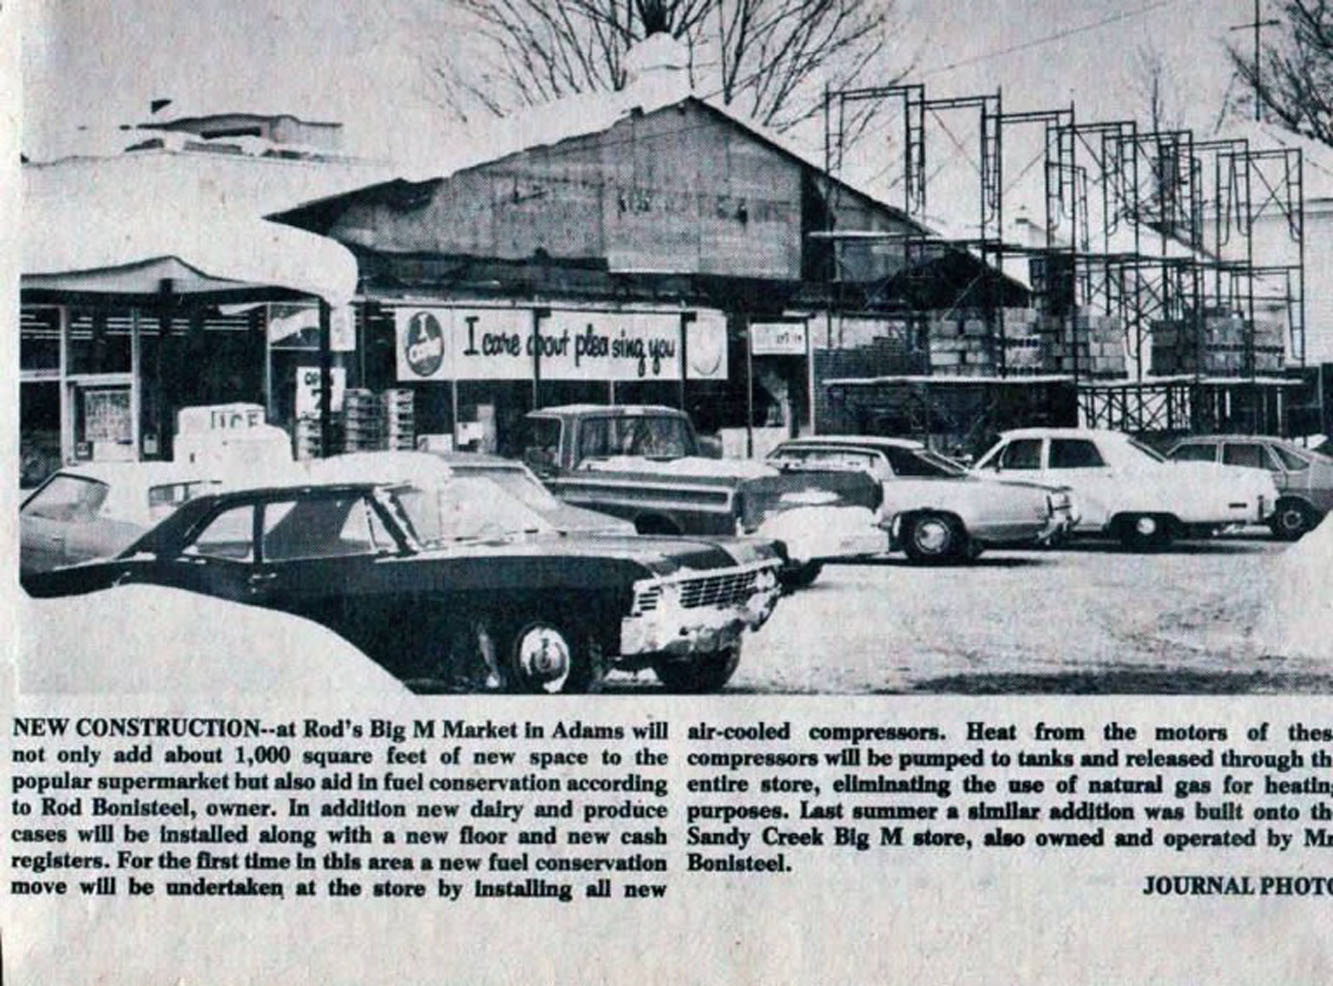 I
CARE
I care about pleasing you
ICE
NEW CONSTRUCTION--at Rod's Big M Market in Adams will
not only add about 1,000 square feet of new space to the
popular supermarket but also aid in fuel conservation according
to Rod Bonisteel, owner. In addition new dairy and produce
cases will be installed along with a new floor and new cash
registers. For the first time in this area a new fuel conservation
move will be undertaken at the store by installing all new
air-cooled compressors. Heat from the motors of thes
compressors will be pumped to tanks and released through th
entire store, eliminating the use of natural gas for heatin
purposes. Last summer a similar addition was built onto th
Sandy Creek Big M store, also owned and operated by Mr
Bonisteel.
JOURNAL PHOTO